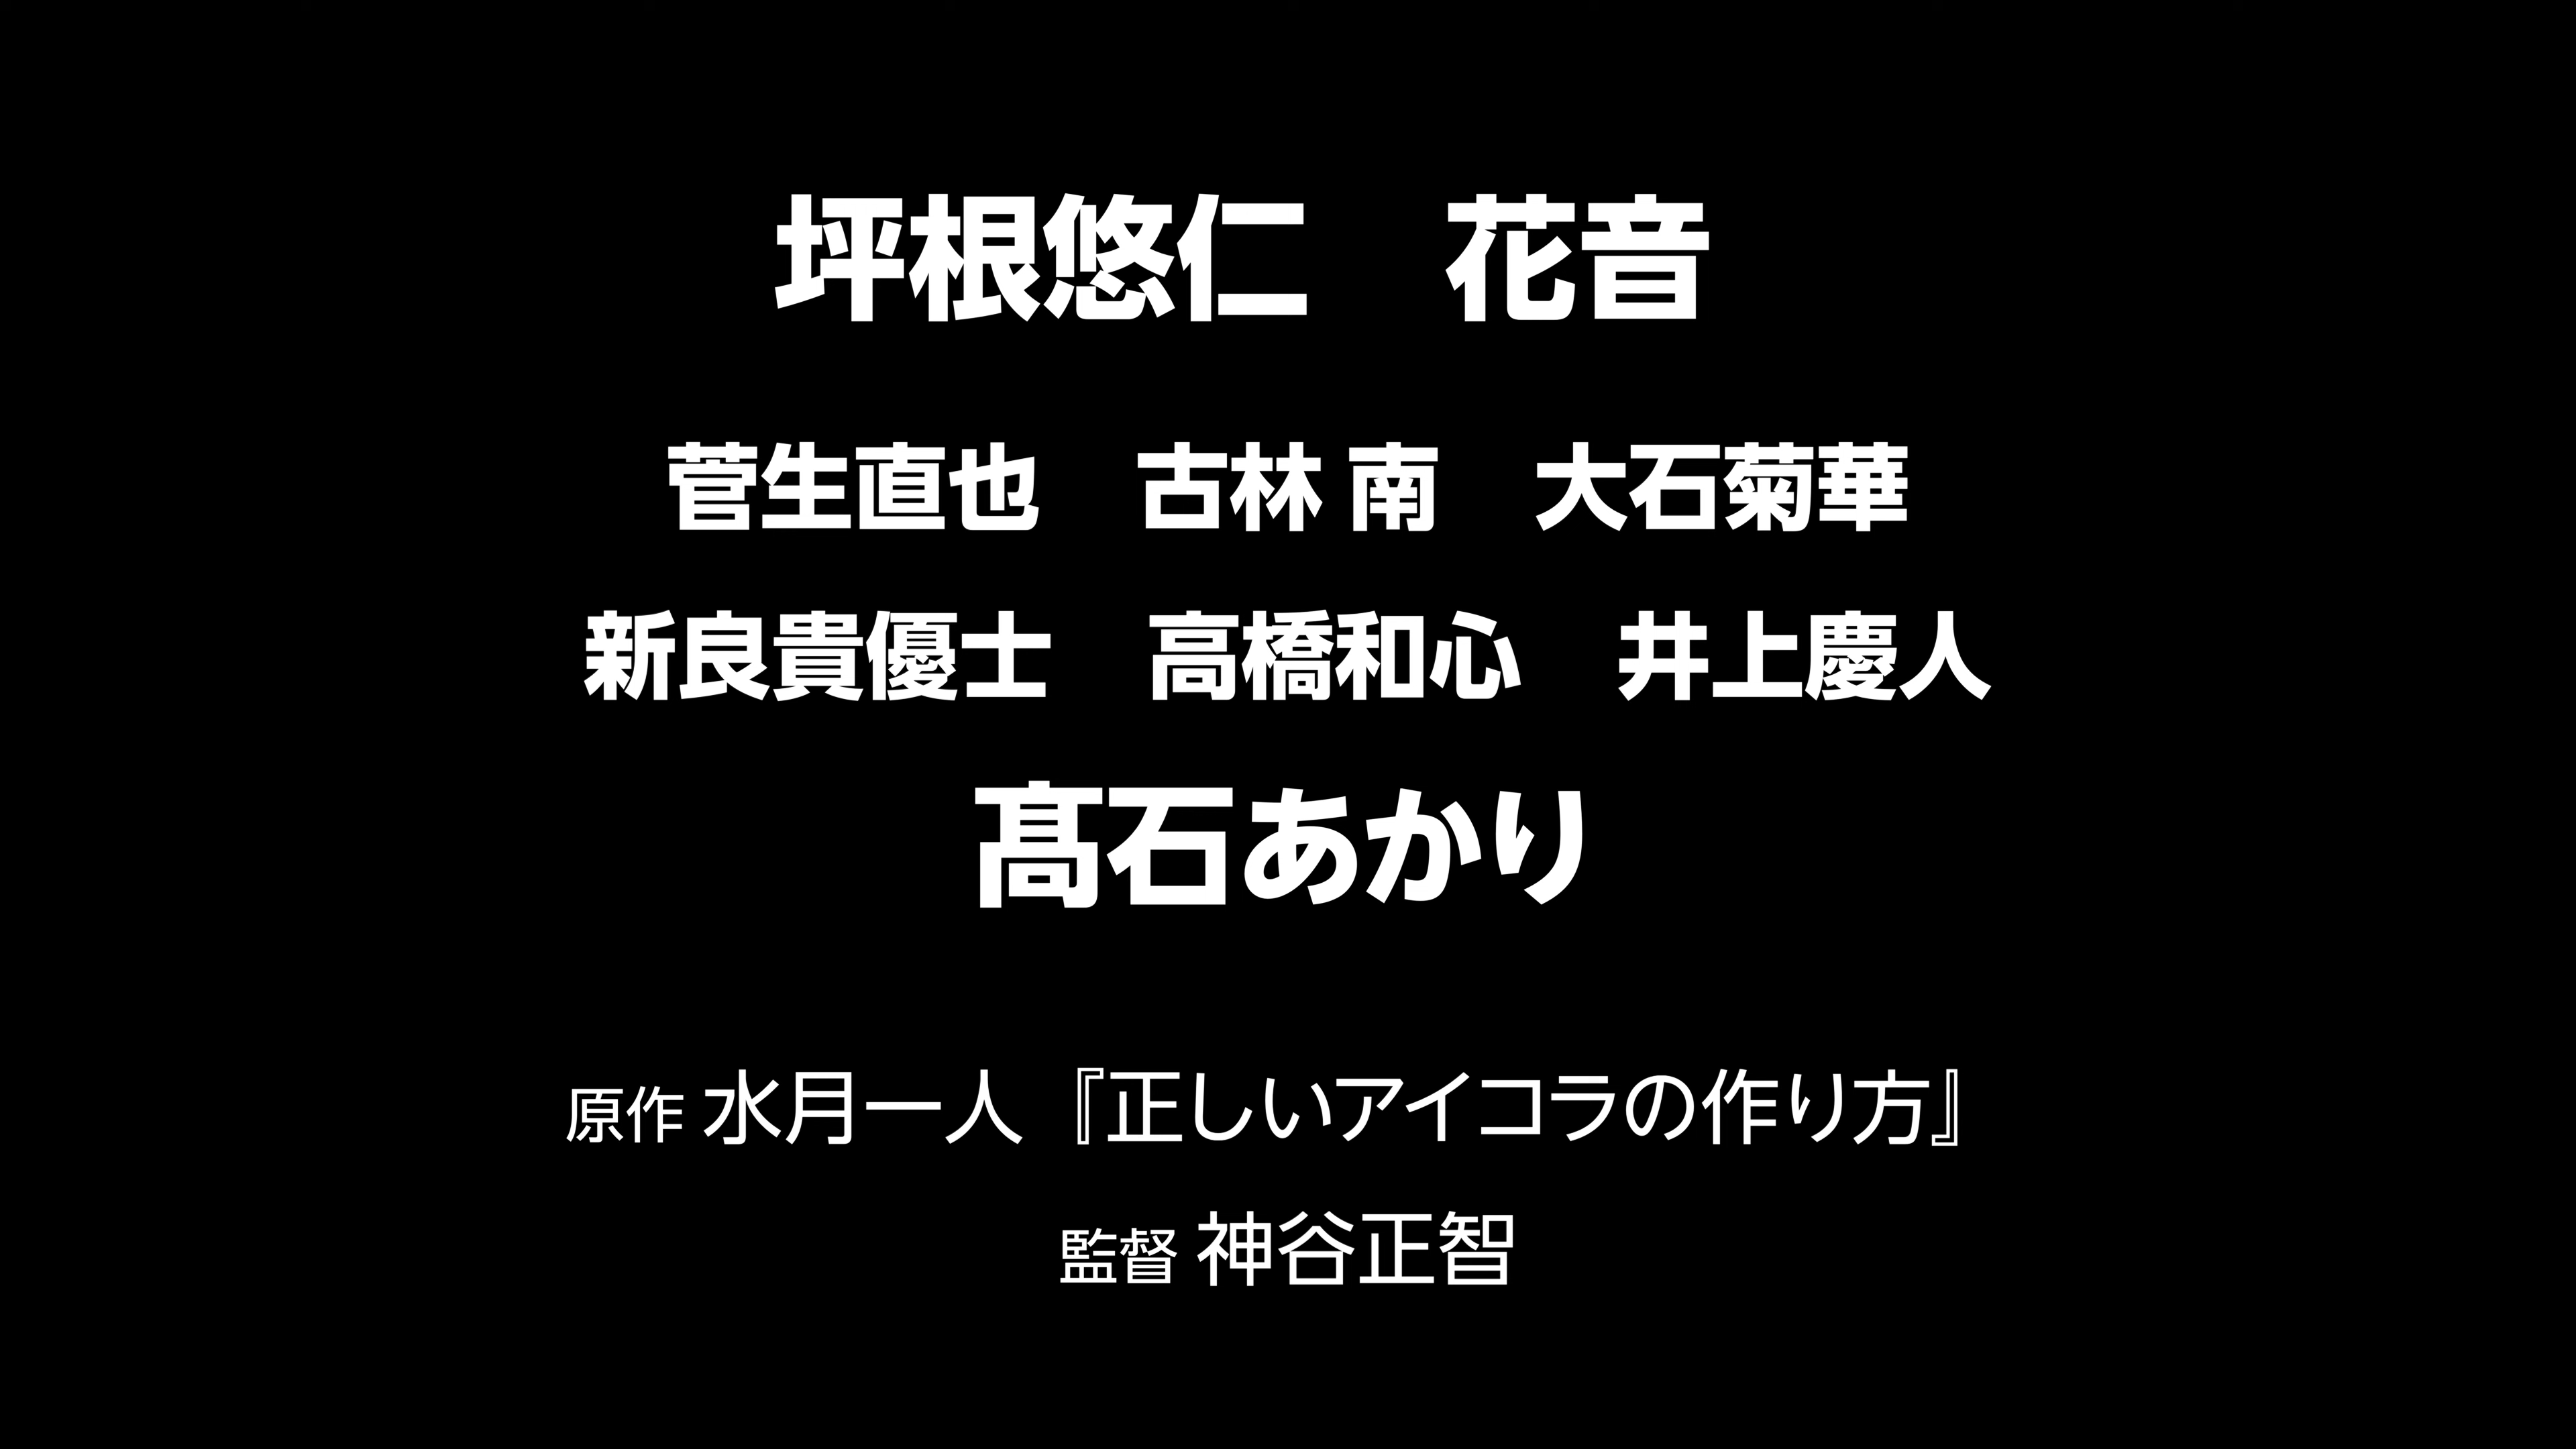 坪根悠仁　花音
菅生直也　古林 南　大石菊華
新良貴優士　高橋和心　井上慶人
髙石あかり
原作 水月一人『正しいアイコラの作り方』
監督 神谷正智